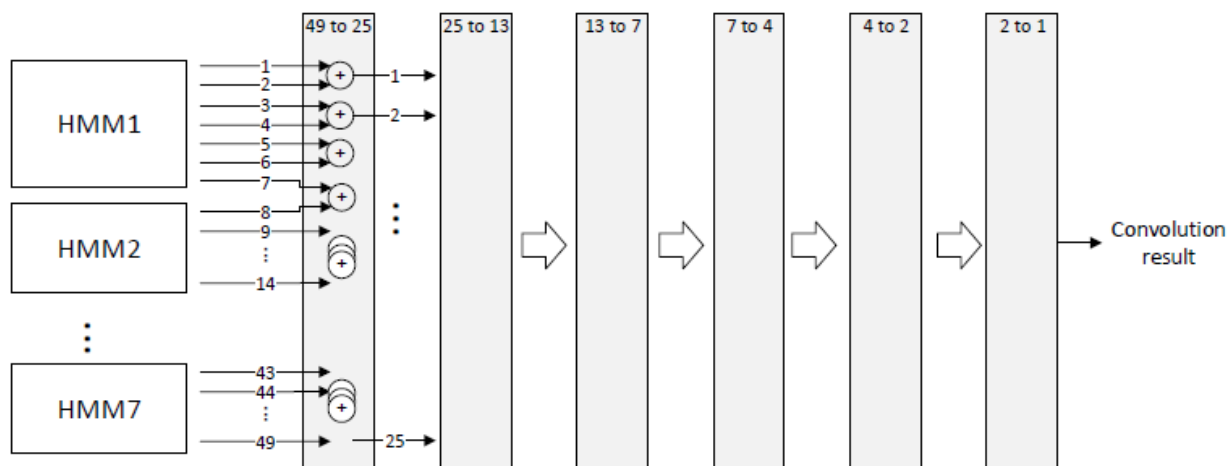 49 to 25
25 to 13
13 to 7
7 to 4
4 to 2
2 to 1
HMM1
1
2
3
4
5
6
7
+
+
+
+
1
2
HMM2
8
9
⋮
14
+
⋮
Convolution
result
⋮
HMM7
43
44
⋮
49
+
25